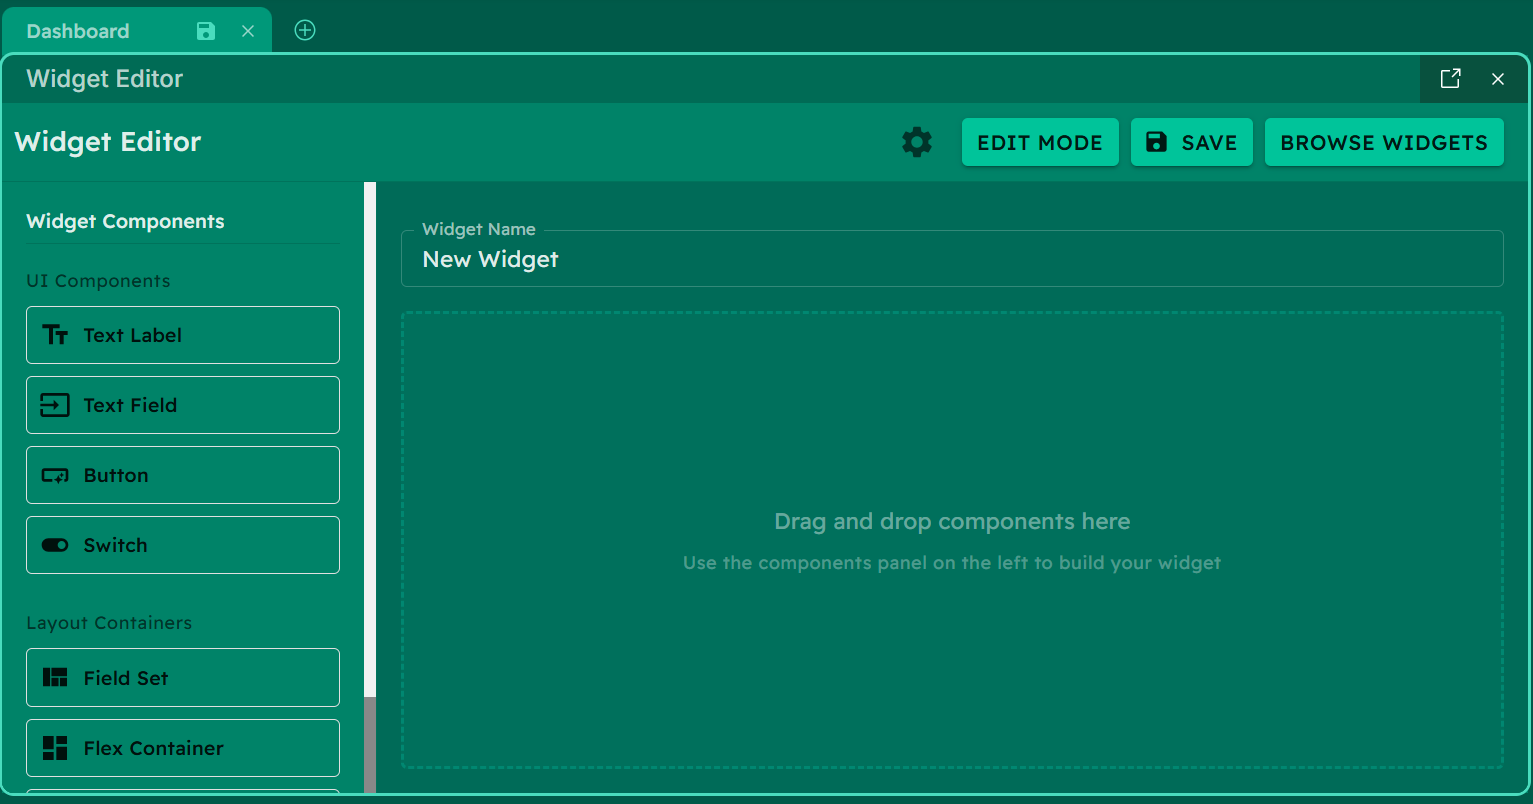 Dashboard
Widget Editor
Widget Editor
EDIT MODE
SAVE
BROWSE WIDGETS
Widget Components
UI Components
Text Label
Text Field
Button
Switch
Layout Containers
Field Set
Flex Container
Widget Name
New Widget
Drag and drop components here
Use the components panel on the left to build your widget